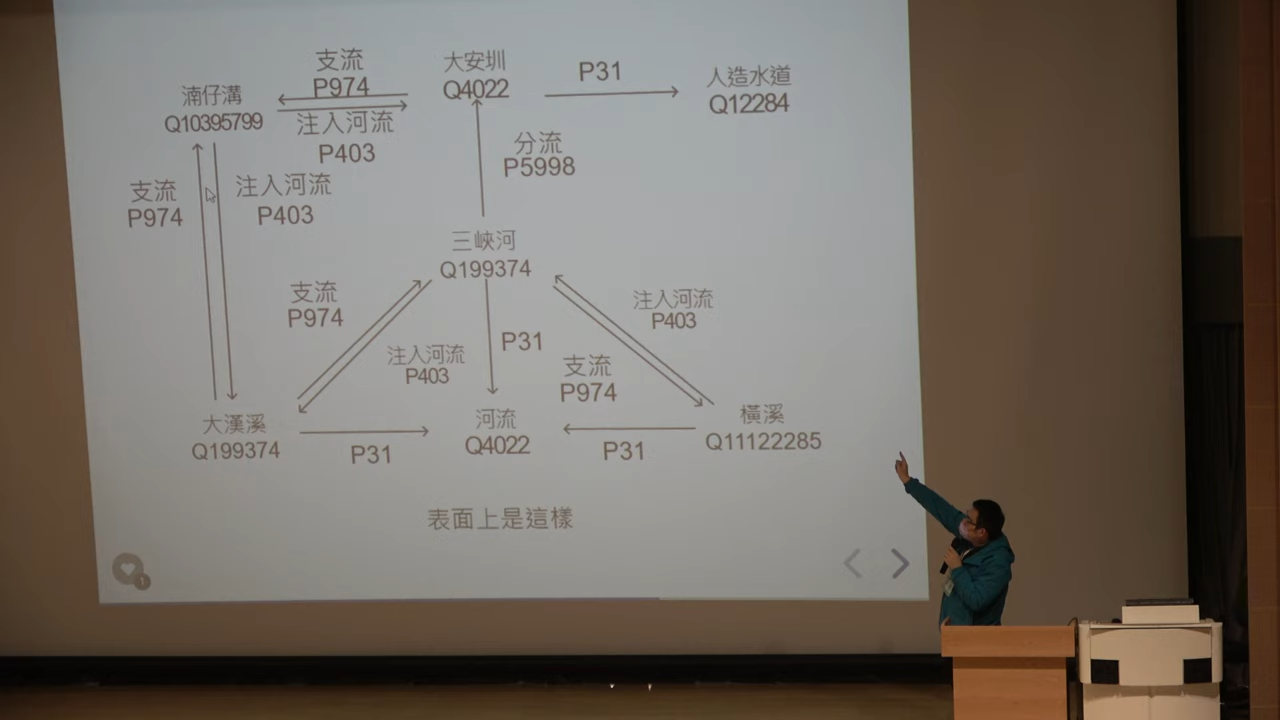 支流
P974
大安圳
Q4022
P31
人造水道
Q12284
湳仔溝
Q10395799
注入河流
P403
分流
P5998
支流
P974
注入河流
P403
三峽河
Q199374
支流
P974
注入河流
P403
P31
注入河流
P403
支流
P974
大漢溪
Q199374
P31
河流
Q4022
P31
橫溪
Q11122285
表面上是這樣
1